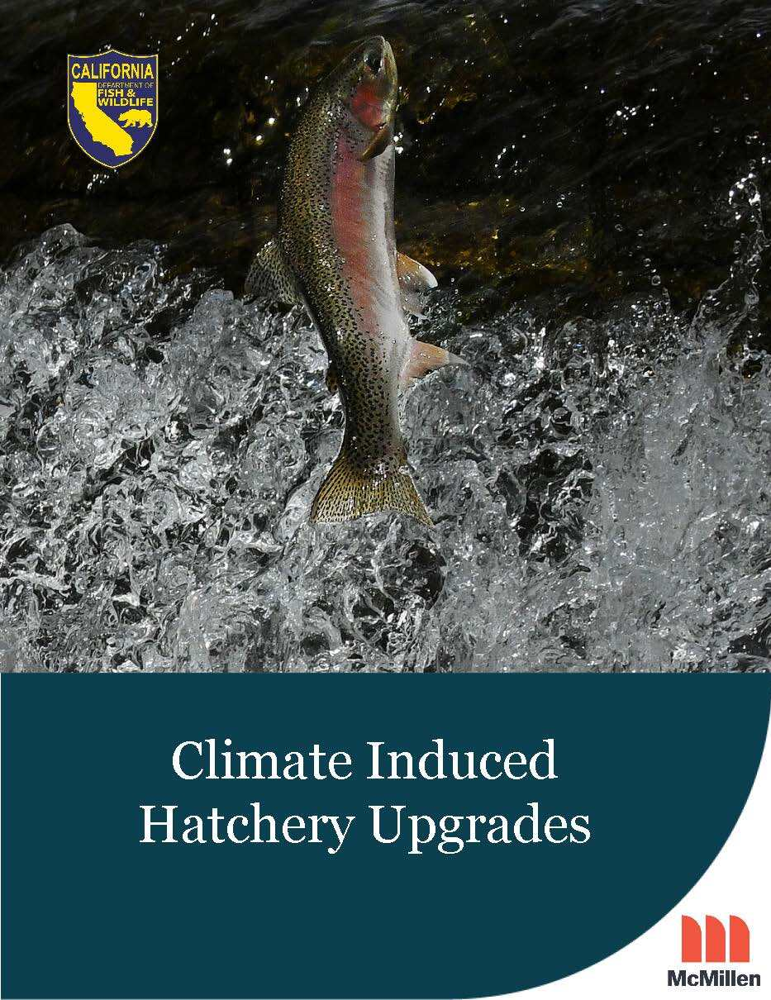 CALIFORNIA
DEPARTMENT OF
FISH &
WILDLIFE
Climate Induced
Hatchery Upgrades
McMillen